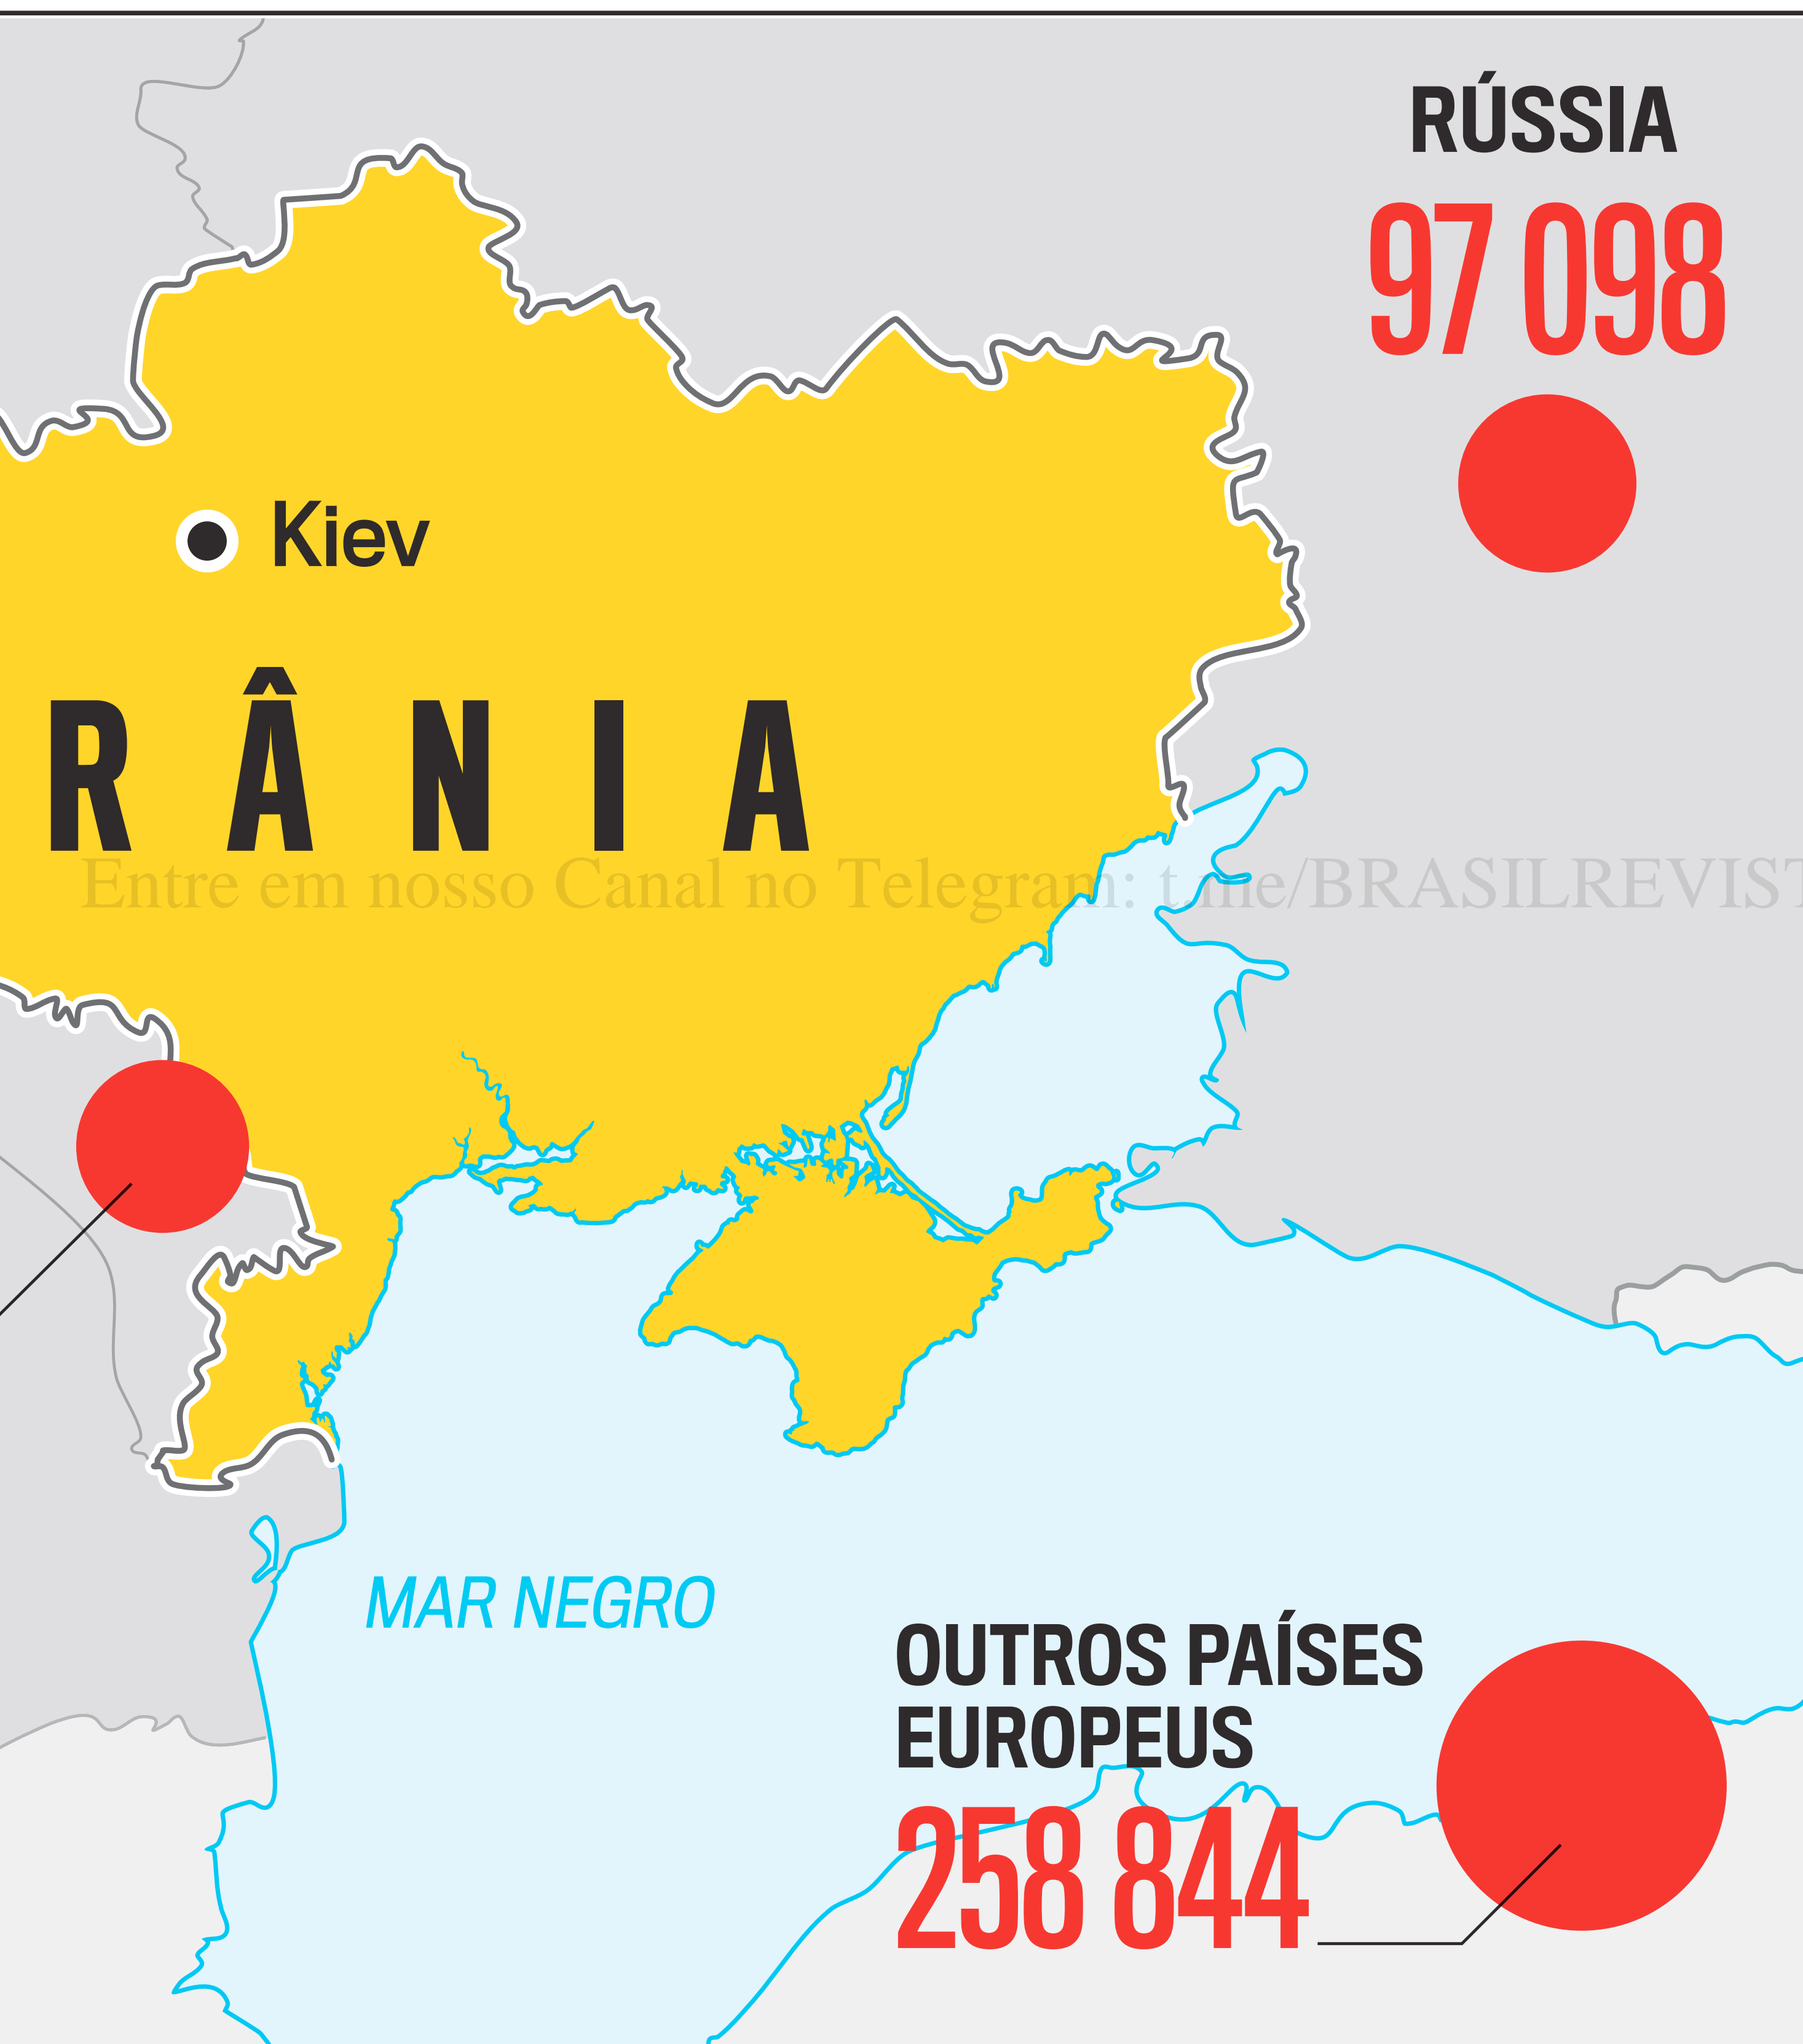 RÚSSIA
97 098
Kiev
RÂNIA
Entre em nosso Canal no Telegram: t.me/BRASILREVIST
MAR NEGRO
OUTROS PAÍSES
EUROPEUS
258 844